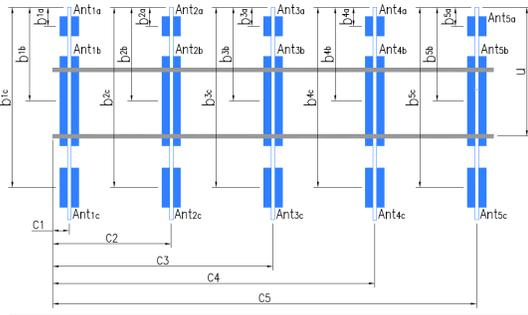 Ant1a Ant2a Ant3a Ant4a Ant5a
b1a b2a b3a b4a b5a
Ant1b Ant2b Ant3b Ant4b Ant5b
b1b b2b b3b b4b b5b
u
b1c b2c b3c b4c b5c
Ant1c Ant2c Ant3c Ant4c Ant5c
C1
C2
C3
C4
C5